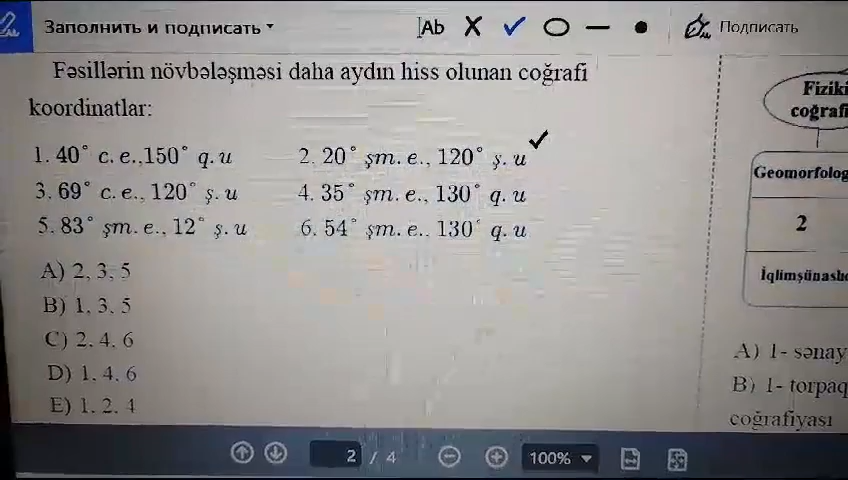 Заполнить и подписать
Ab
Подписать
Fəsillərin növbələşməsi daha aydın hiss olunan coğrafi
koordinatlar:
1. 40° c. e.,150° q. u
2. 20° şm. e., 120° ş. u
3. 69° c. e., 120° ş. u
4. 35° şm. e., 130° q. u
5. 83° şm. e., 12° ş. u
6. 54° şm. e.. 130° q. u
A) 2, 3, 5
B) 1, 3, 5
C) 2, 4, 6
D) 1, 4, 6
E) 1, 2, 4
Fiziki
coğrafi
Geomorfolog
2
İqlimşünaslı
A) 1- sənay
B) 1- torpaq
coğrafiyası
2 / 4
100%